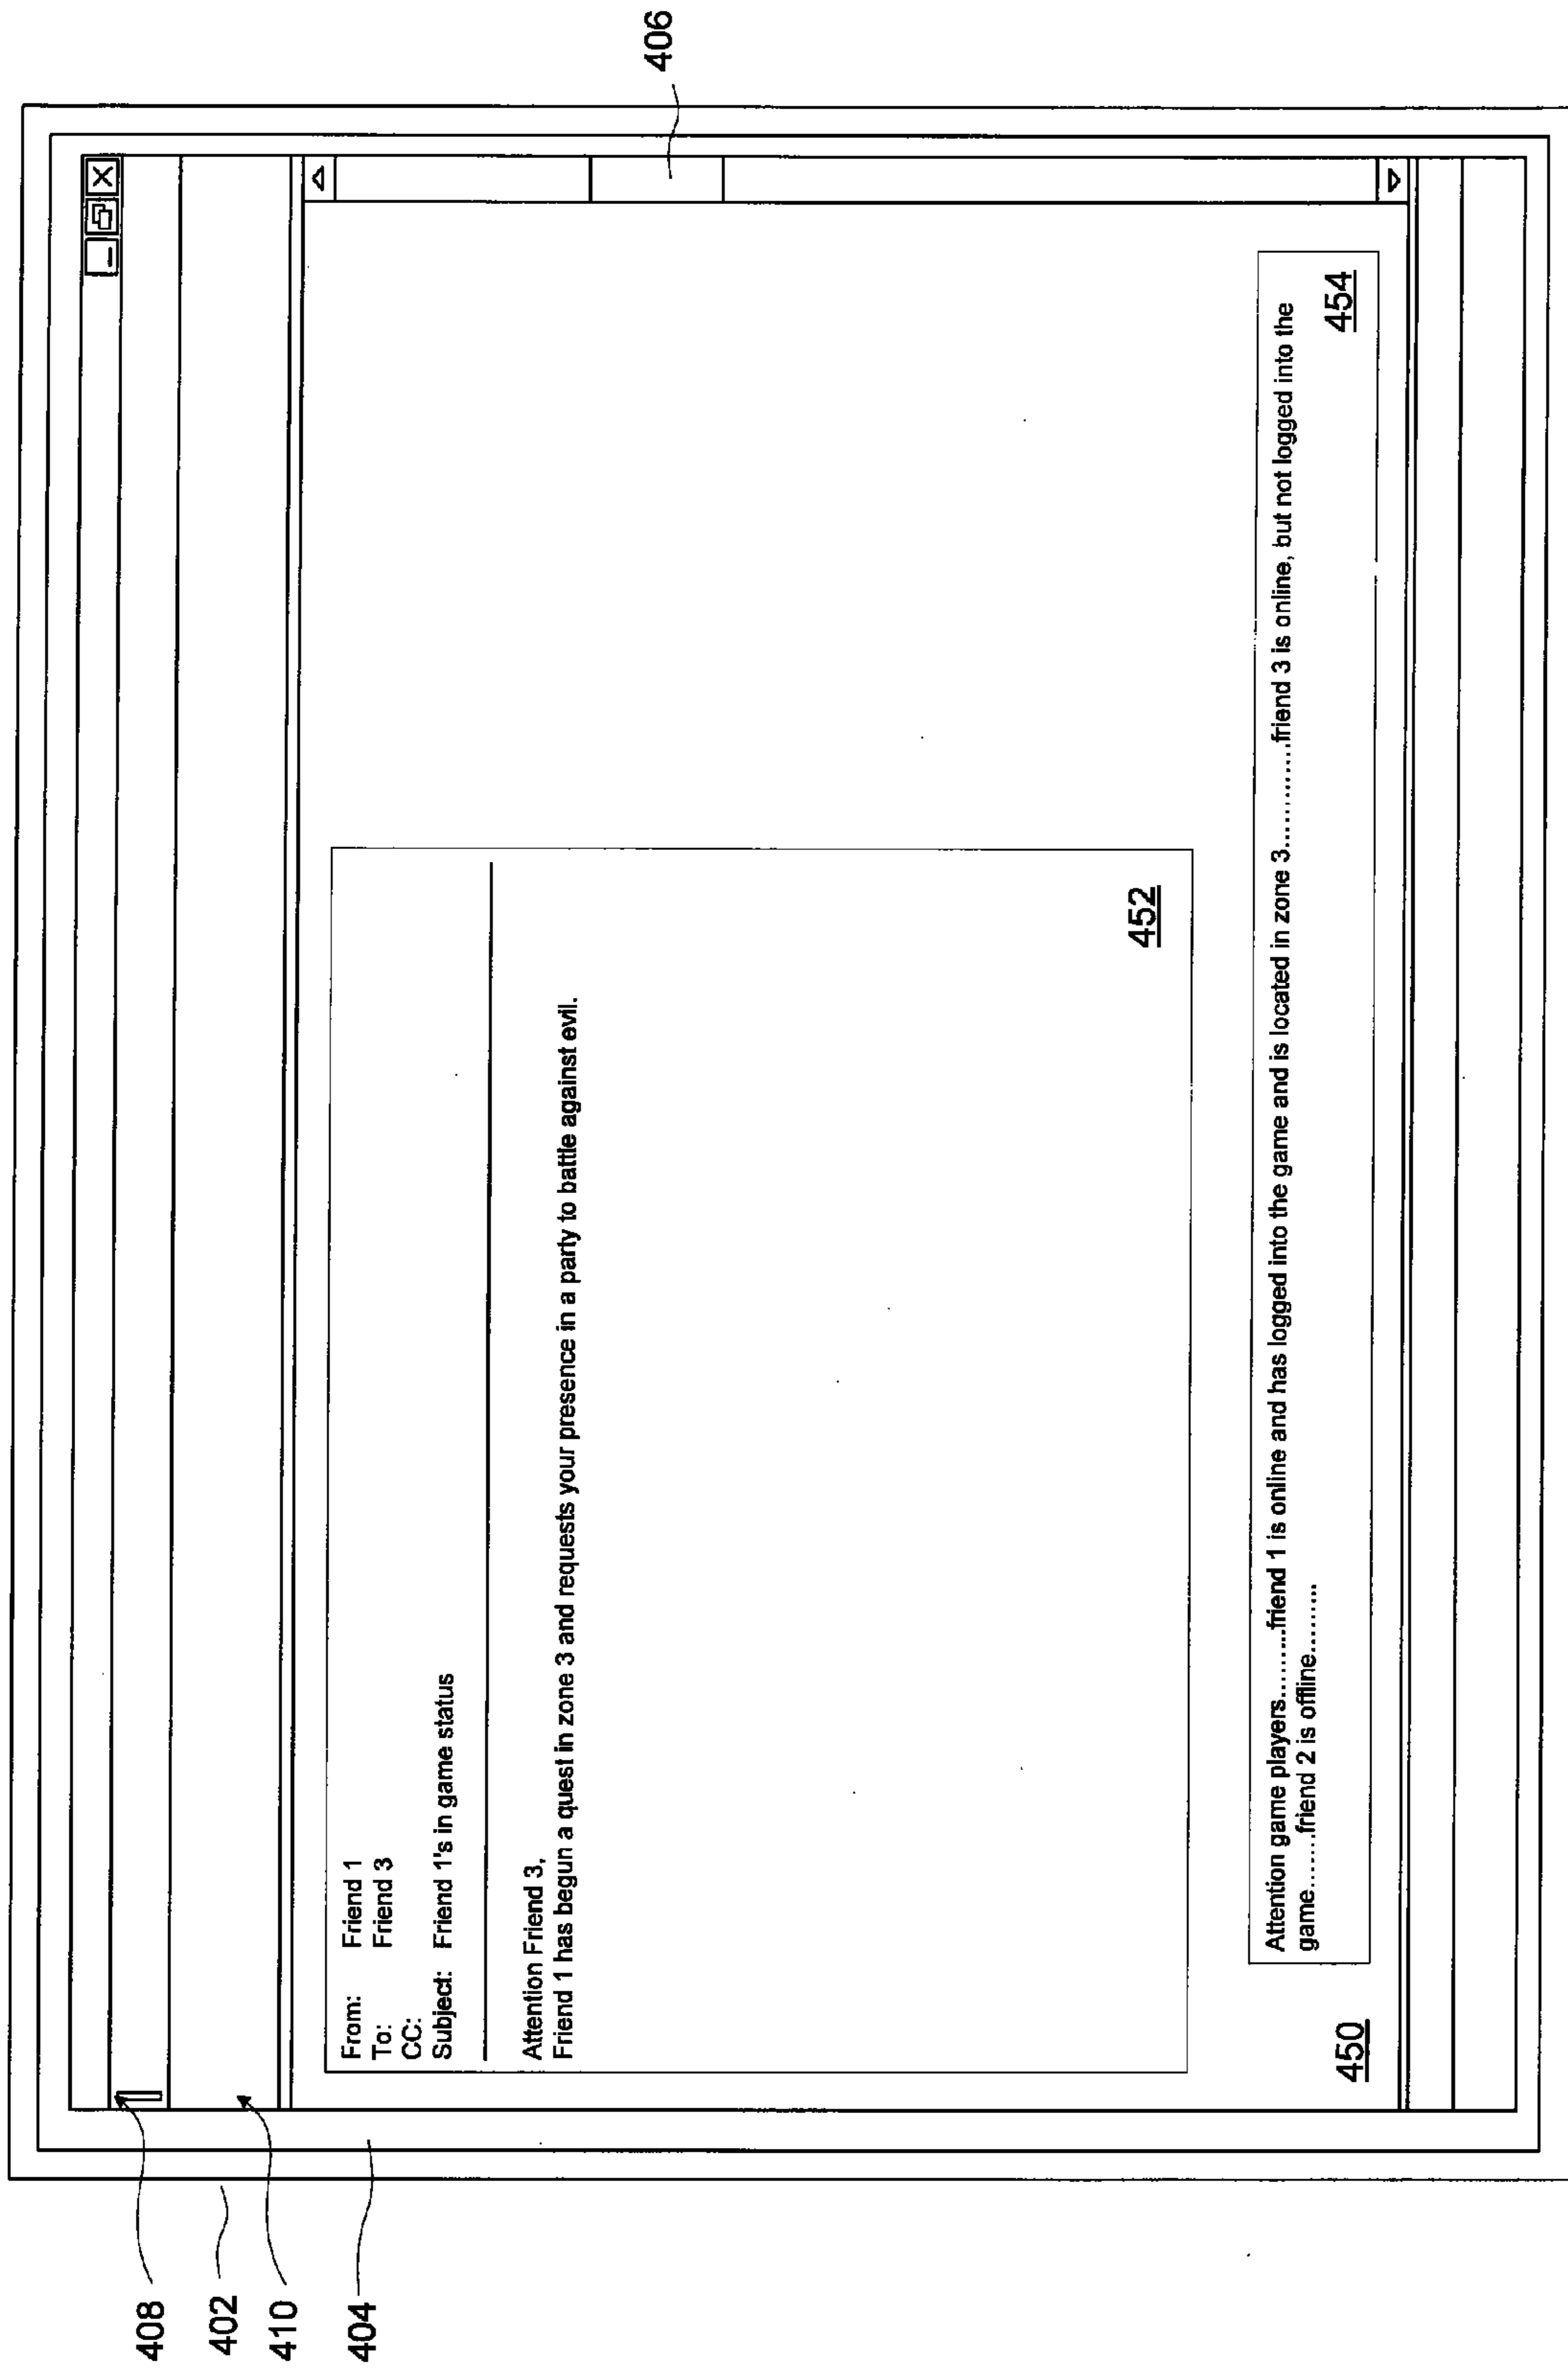 408
402
410
404
406
From: Friend 1
To: Friend 3
CC:
Subject: Friend 1's in game status
Attention Friend 3,
Friend 1 has begun a quest in zone 3 and requests your presence in a party to battle against evil.
452
Attention game players........friend 1 is online and has logged into the game and is located in zone 3............friend 3 is online, but not logged into the
game.......friend 2 is offline........
454
450